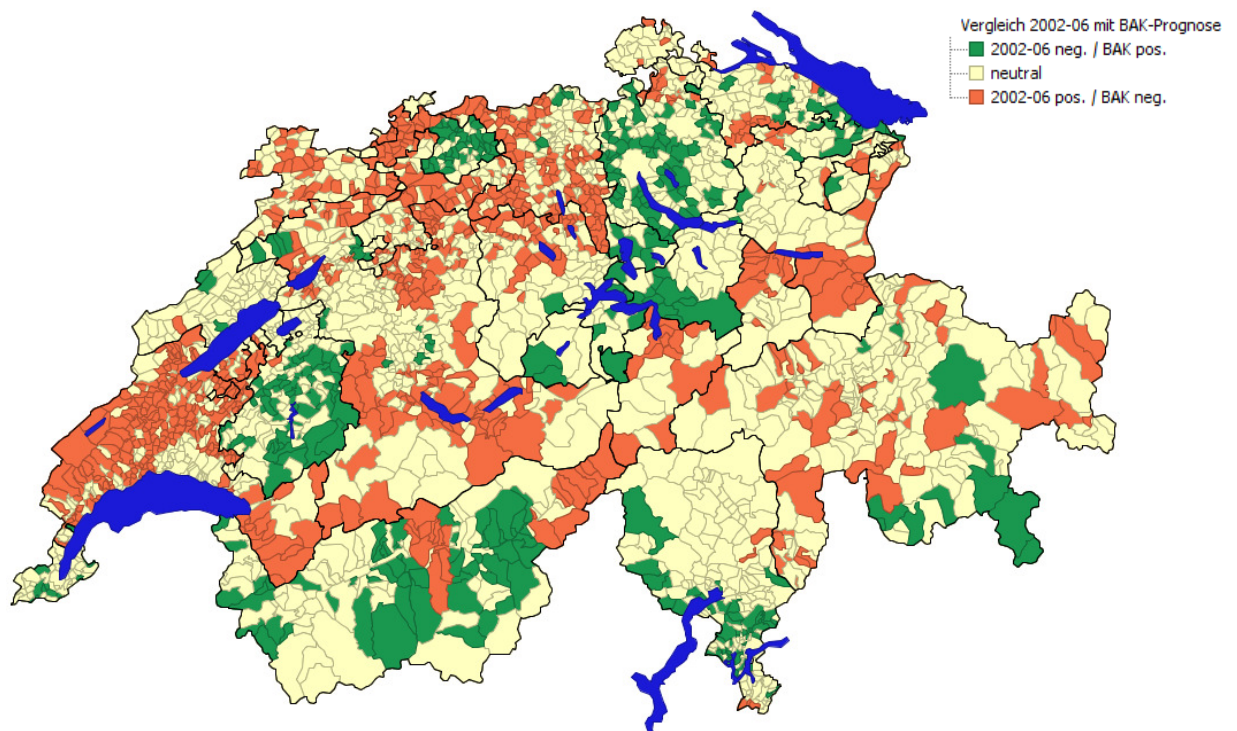 Vergleich 2002-06 mit BAK-Prognose
2002-06 neg. / BAK pos.
neutral
2002-06 pos. / BAK neg.